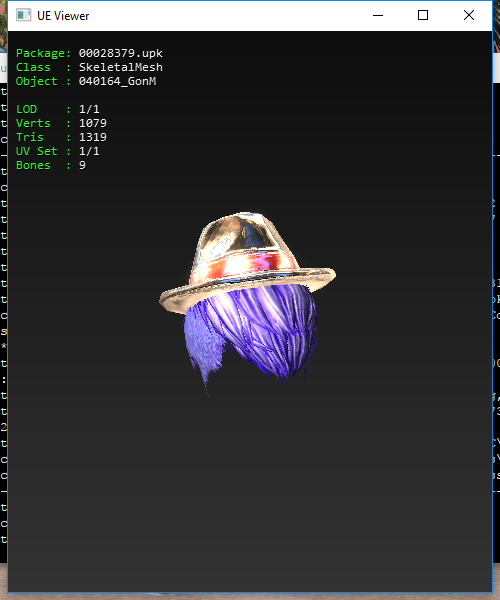 UE Viewer
Package: 00028379.upk
Class : SkeletalMesh
Object : 040164_GonM
LOD : 1/1
Verts : 1079
Tris : 1319
UV Set : 1/1
Bones : 9